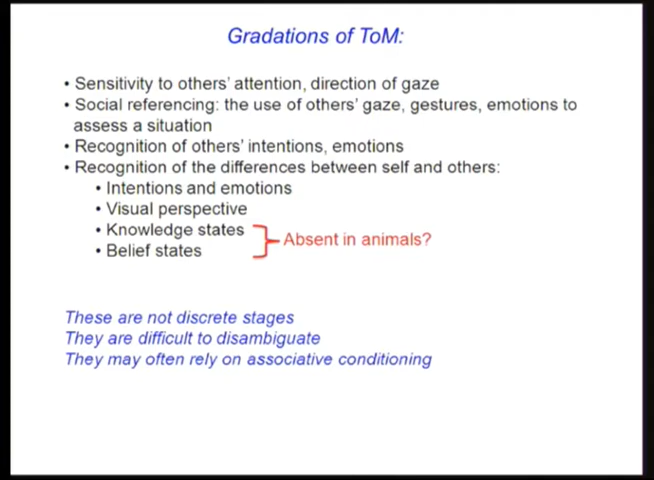 Gradations of ToM:
• Sensitivity to others' attention, direction of gaze
• Social referencing: the use of others' gaze, gestures, emotions to
assess a situation
• Recognition of others' intentions, emotions
• Recognition of the differences between self and others:
• Intentions and emotions
• Visual perspective
• Knowledge states
• Belief states
Absent in animals?
These are not discrete stages
They are difficult to disambiguate
They may often rely on associative conditioning